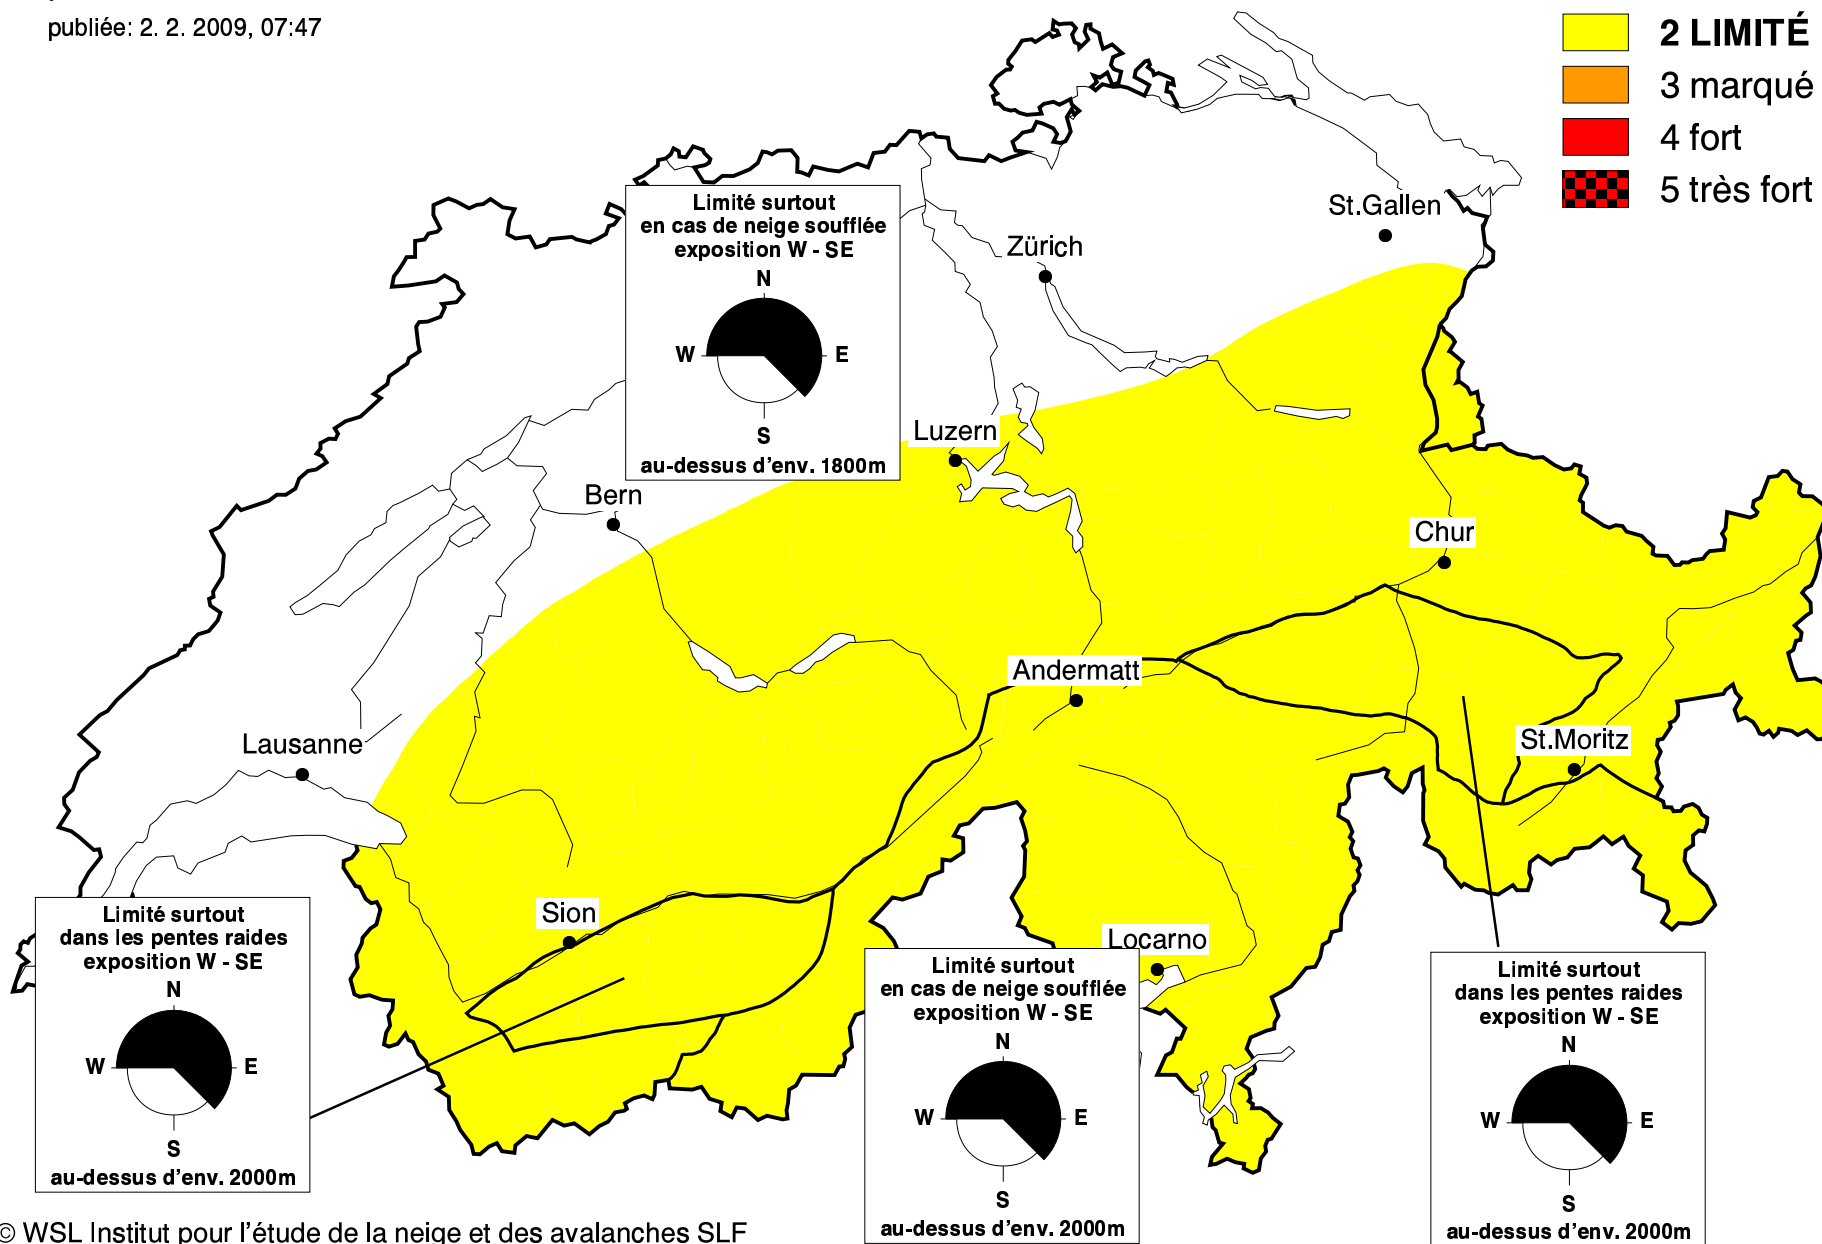 publiée: 2. 2. 2009, 07:47
2 LIMITÉ
3 marqué
4 fort
5 très fort
St.Gallen
Zürich
Limité surtout
en cas de neige soufflée
exposition W - SE
N
W
E
S
au-dessus d'env. 1800m
Luzern
Bern
Chur
Andermatt
St.Moritz
Lausanne
Sion
Locarno
Limité surtout
dans les pentes raides
exposition W - SE
N
W
E
S
au-dessus d'env. 2000m
Limité surtout
en cas de neige soufflée
exposition W - SE
N
W
E
S
au-dessus d'env. 2000m
Limité surtout
dans les pentes raides
exposition W - SE
N
W
E
S
au-dessus d'env. 2000m
© WSL Institut pour l'étude de la neige et des avalanches SLF